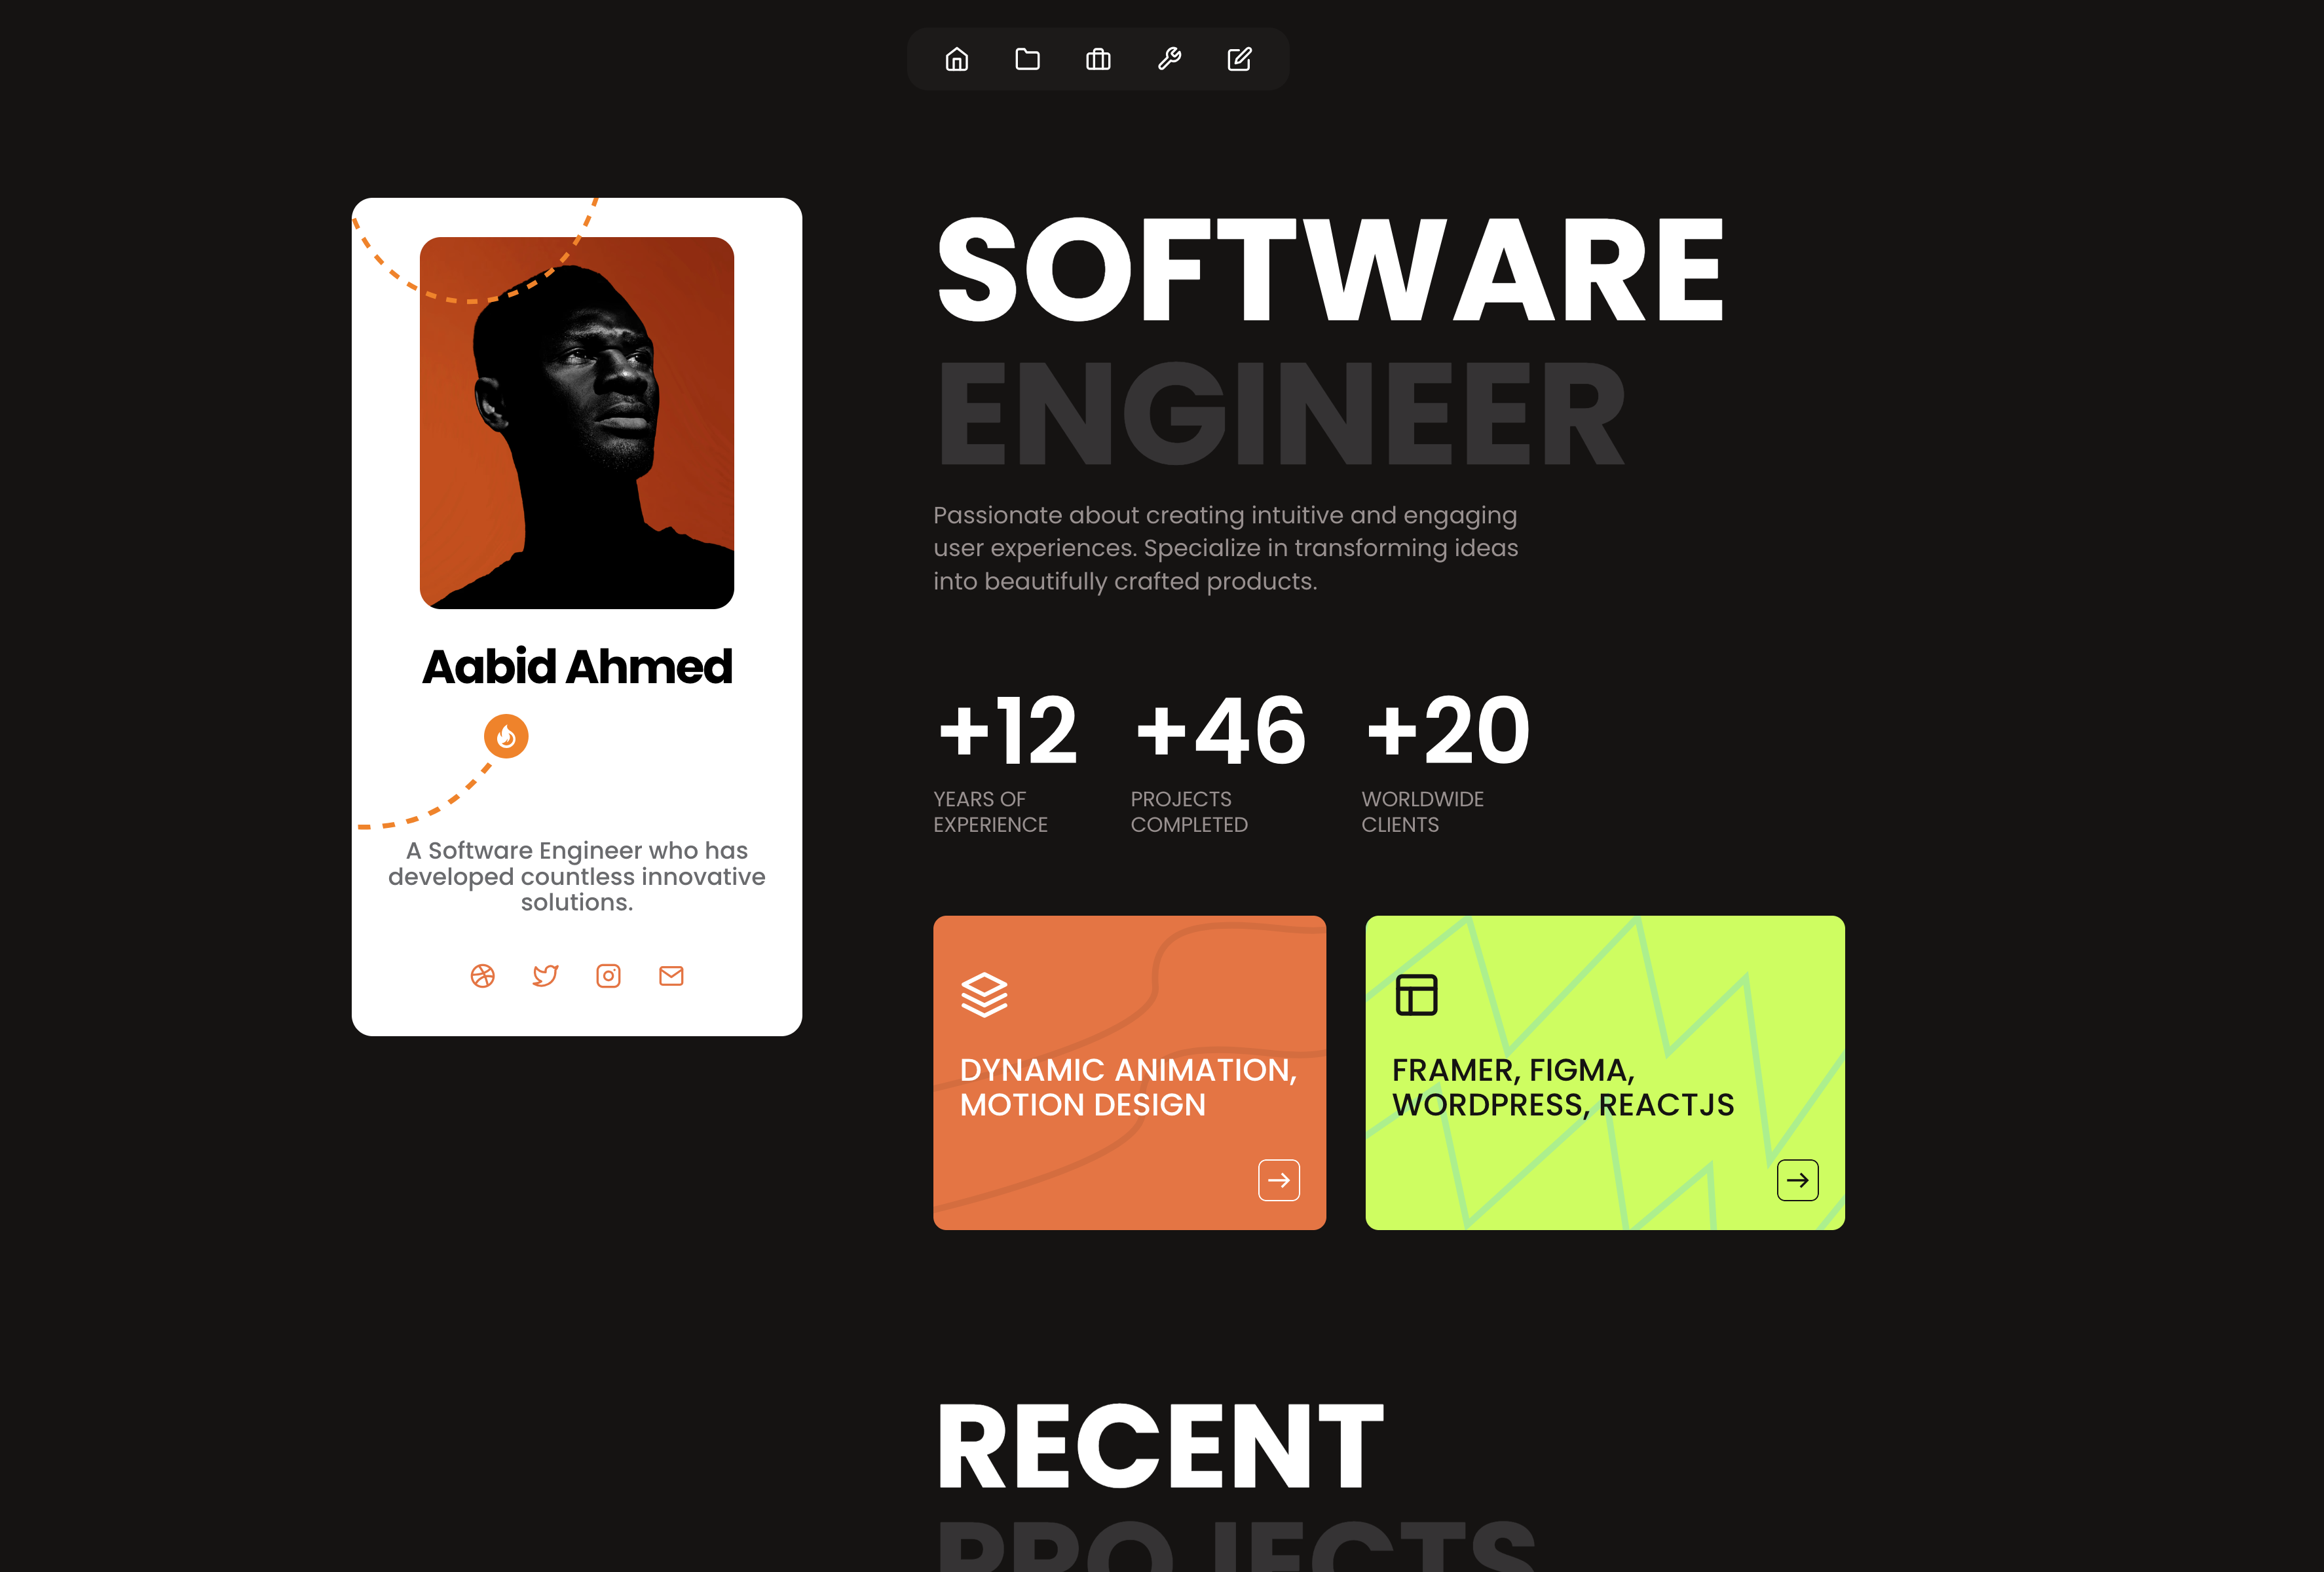 Aabid Ahmed
A Software Engineer who has
developed countless innovative
solutions.
SOFTWARE
ENGINEER
Passionate about creating intuitive and engaging
user experiences. Specialize in transforming ideas
into beautifully crafted products.
+12
YEARS OF
EXPERIENCE
+46
PROJECTS
COMPLETED
+20
WORLDWIDE
CLIENTS
DYNAMIC ANIMATION,
MOTION DESIGN
FRAMER, FIGMA,
WORDPRESS, REACTJS
RECENT
PROJECTS